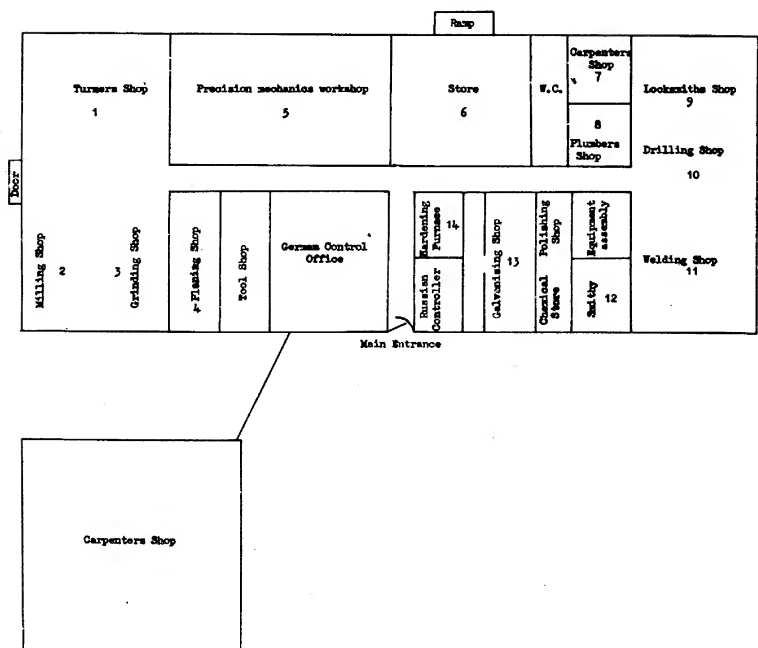 Ramp
Turners Shop
1
Precision mechanics workshop
5
Store
6
W.C.
Carpenters
Shop
7
8
Plumbers
Shop
Locksmiths Shop
9
Drilling Shop
10
Door
Milling Shop
2
3
Grinding Shop
4 Planing Shop
Tool Shop
German Control
Office
Hardening
Furnace
14
Russian
Controller
Galvanising Shop
13
Polishing
Shop
Chemical
Store
Equipment
assembly
Smithy
12
Welding Shop
11
Main Entrance
Carpenters Shop